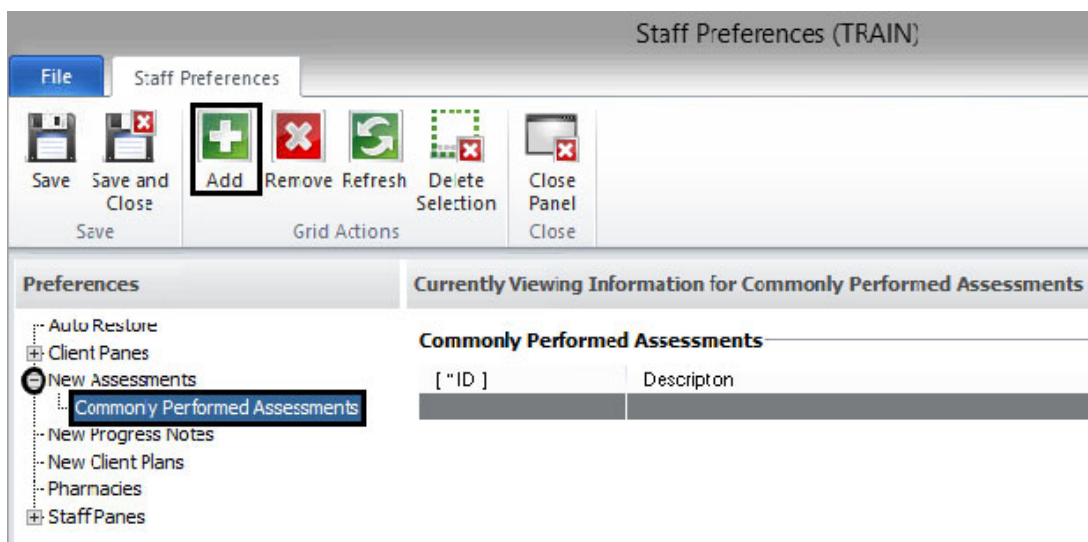 Staff Preferences (TRAIN)
File Staff Preferences
Save Save and Close Add Remove Refresh Delete Selection Close Panel
Save Grid Actions Close
Preferences Currently Viewing Information for Commonly Performed Assessments
Auto Restore
Client Panes
New Assessments
Commonly Performed Assessments
New Progress Notes
New Client Plans
Pharmacies
Staff Panes
Commonly Performed Assessments
[ *ID ] Descripton